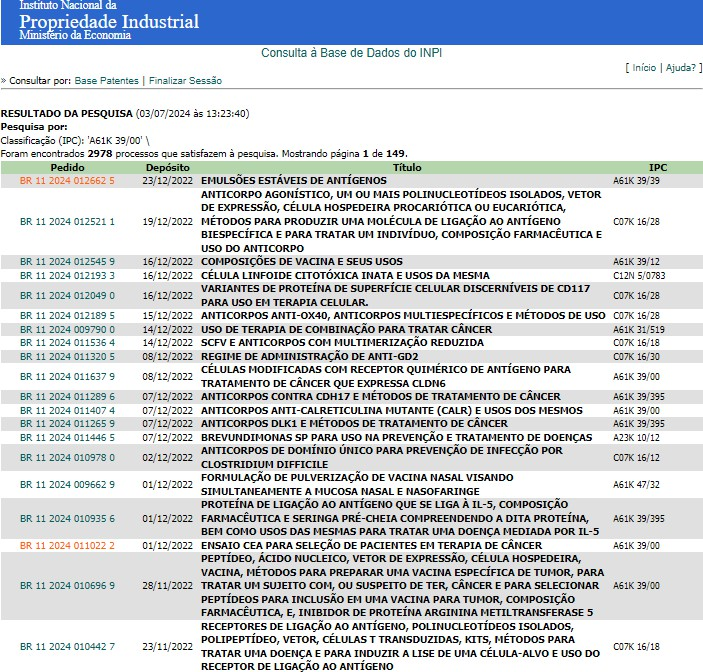 Instituto Nacional da
Propriedade Industrial
Ministério da Economia
Consulta à Base de Dados do INPI
[ Início | Ajuda? ]
» Consultar por: Base Patentes | Finalizar Sessão
RESULTADO DA PESQUISA (03/07/2024 às 13:23:40)
Pesquisa por:
Classificação (IPC): 'A61K 39/00' \
Foram encontrados 2978 processos que satisfazem à pesquisa. Mostrando página 1 de 149.
Pedido Depósito Título IPC
BR 11 2024 012662 5 23/12/2022 EMULSÕES ESTÁVEIS DE ANTÍGENOS A61K 39/39
ANTICORPO AGONÍSTICO, UM OU MAIS POLINUCLEOTÍDEOS ISOLADOS, VETOR
DE EXPRESSÃO, CÉLULA HOSPEDEIRA PROCARIÓTICA OU EUCARIÓTICA,
BR 11 2024 012521 1 19/12/2022 MÉTODOS PARA PRODUZIR UMA MOLÉCULA DE LIGAÇÃO AO ANTÍGENO C07K 16/28
BIESPECÍFICA E PARA TRATAR UM INDIVÍDUO, COMPOSIÇÃO FARMACÊUTICA E
USO DO ANTICORPO
BR 11 2024 012545 9 16/12/2022 COMPOSIÇÕES DE VACINA E SEUS USOS A61K 39/12
BR 11 2024 012193 3 16/12/2022 CÉLULA LINFOIDE CITOTÓXICA INATA E USOS DA MESMA C12N 5/0783
BR 11 2024 012049 0 16/12/2022 VARIANTES DE PROTEÍNA DE SUPERFÍCIE CELULAR DISCERNÍVEIS DE CD117 C07K 16/28
PARA USO EM TERAPIA CELULAR.
BR 11 2024 012189 5 15/12/2022 ANTICORPOS ANTI-OX40, ANTICORPOS MULTIESPECÍFICOS E MÉTODOS DE USO C07K 16/28
BR 11 2024 009790 0 14/12/2022 USO DE TERAPIA DE COMBINAÇÃO PARA TRATAR CÂNCER A61K 31/519
BR 11 2024 011536 4 14/12/2022 SCFV E ANTICORPOS COM MULTIMERIZAÇÃO REDUZIDA C07K 16/18
BR 11 2024 011320 5 08/12/2022 REGIME DE ADMINISTRAÇÃO DE ANTI-GD2 C07K 16/30
BR 11 2024 011637 9 08/12/2022 CÉLULAS MODIFICADAS COM RECEPTOR QUIMÉRICO DE ANTÍGENO PARA A61K 39/00
TRATAMENTO DE CÂNCER QUE EXPRESSA CLDN6
BR 11 2024 011289 6 07/12/2022 ANTICORPOS CONTRA CDH17 E MÉTODOS DE TRATAMENTO DE CÂNCER A61K 39/395
BR 11 2024 011407 4 07/12/2022 ANTICORPOS ANTI-CALRETICULINA MUTANTE (CALR) E USOS DOS MESMOS A61K 39/00
BR 11 2024 011265 9 07/12/2022 ANTICORPOS DLK1 E MÉTODOS DE TRATAMENTO DE CÂNCER A61K 39/395
BR 11 2024 011446 5 07/12/2022 BREVUNDIMONAS SP PARA USO NA PREVENÇÃO E TRATAMENTO DE DOENÇAS A23K 10/12
BR 11 2024 010978 0 02/12/2022 ANTICORPOS DE DOMÍNIO ÚNICO PARA PREVENÇÃO DE INFECÇÃO POR C07K 16/12
CLOSTRIDIUM DIFFICILE
BR 11 2024 009662 9 01/12/2022 FORMULAÇÃO DE PULVERIZAÇÃO DE VACINA NASAL VISANDO A61K 47/32
SIMULTANEAMENTE A MUCOSA NASAL E NASOFARINGE
PROTEÍNA DE LIGAÇÃO AO ANTÍGENO QUE SE LIGA À IL-5, COMPOSIÇÃO
BR 11 2024 010935 6 01/12/2022 FARMACÊUTICA E SERINGA PRÉ-CHEIA COMPREENDENDO A DITA PROTEÍNA, A61K 39/395
BEM COMO USOS DAS MESMAS PARA TRATAR UMA DOENÇA MEDIADA POR IL-5
BR 11 2024 011022 2 01/12/2022 ENSAIO CEA PARA SELEÇÃO DE PACIENTES EM TERAPIA DE CÂNCER A61K 39/00
PEPTÍDEO, ÁCIDO NUCLEICO, VETOR DE EXPRESSÃO, CÉLULA HOSPEDEIRA,
VACINA, MÉTODOS PARA PREPARAR UMA VACINA ESPECÍFICA DE TUMOR, PARA
BR 11 2024 010696 9 28/11/2022 TRATAR UM SUJEITO COM, OU SUSPEITO DE TER, CÂNCER E PARA SELECIONAR A61K 39/00
PEPTÍDEOS PARA INCLUSÃO EM UMA VACINA PARA TUMOR, COMPOSIÇÃO
FARMACÊUTICA, E, INIBIDOR DE PROTEÍNA ARGININA METILTRANSFERASE 5
RECEPTORES DE LIGAÇÃO AO ANTÍGENO, POLINUCLEOTÍDEOS ISOLADOS,
POLIPEPTÍDEO, VETOR, CÉLULAS T TRANSDUZIDAS, KITS, MÉTODOS PARA
BR 11 2024 010442 7 23/11/2022 TRATAR UMA DOENÇA E PARA INDUZIR A LISE DE UMA CÉLULA-ALVO E USO DO C07K 16/18
RECEPTOR DE LIGAÇÃO AO ANTÍGENO